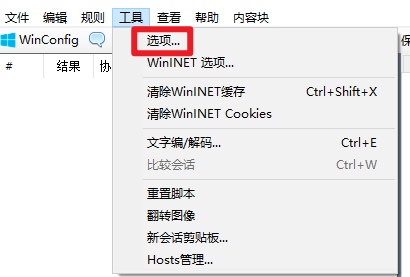 文件 编辑 规则 工具 查看 帮助 内容块
WinConfig
# 结果
选项...
WinINET 选项...
清除WinINET缓存 Ctrl+Shift+X
清除WinINET Cookies
文字编/解码... Ctrl+E
比较会话 Ctrl+W
重置脚本
翻转图像
新会话剪贴板...
Hosts管理...